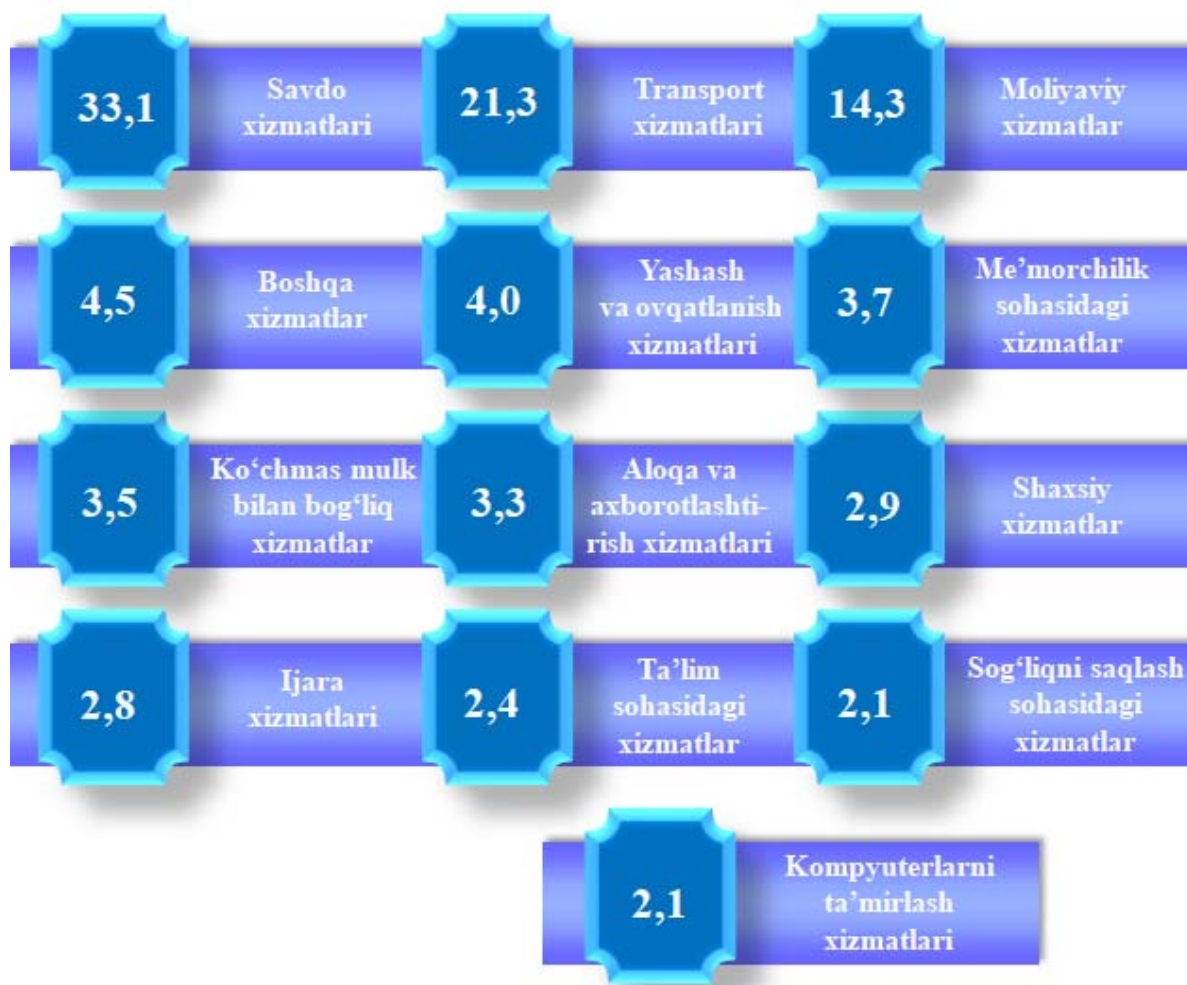 33,1
Savdo
xizmatlari
21,3
Transport
xizmatlari
14,3
Moliyaviy
xizmatlar
4,5
Boshqa
xizmatlar
4,0
Yashash
va ovqatlanish
xizmatlari
3,7
Me’morchilik
sohasidagi
xizmatlar
3,5
Ko‘chmas mulk
bilan bog‘liq
xizmatlar
3,3
Aloqa va
axborotlashti-
rish xizmatlari
2,9
Shaxsiy
xizmatlar
2,8
Ijara
xizmatlari
2,4
Ta’lim
sohasidagi
xizmatlar
2,1
Sog‘liqni saqlash
sohasidagi
xizmatlar
2,1
Kompyuterlarni
ta’mirlash
xizmatlari